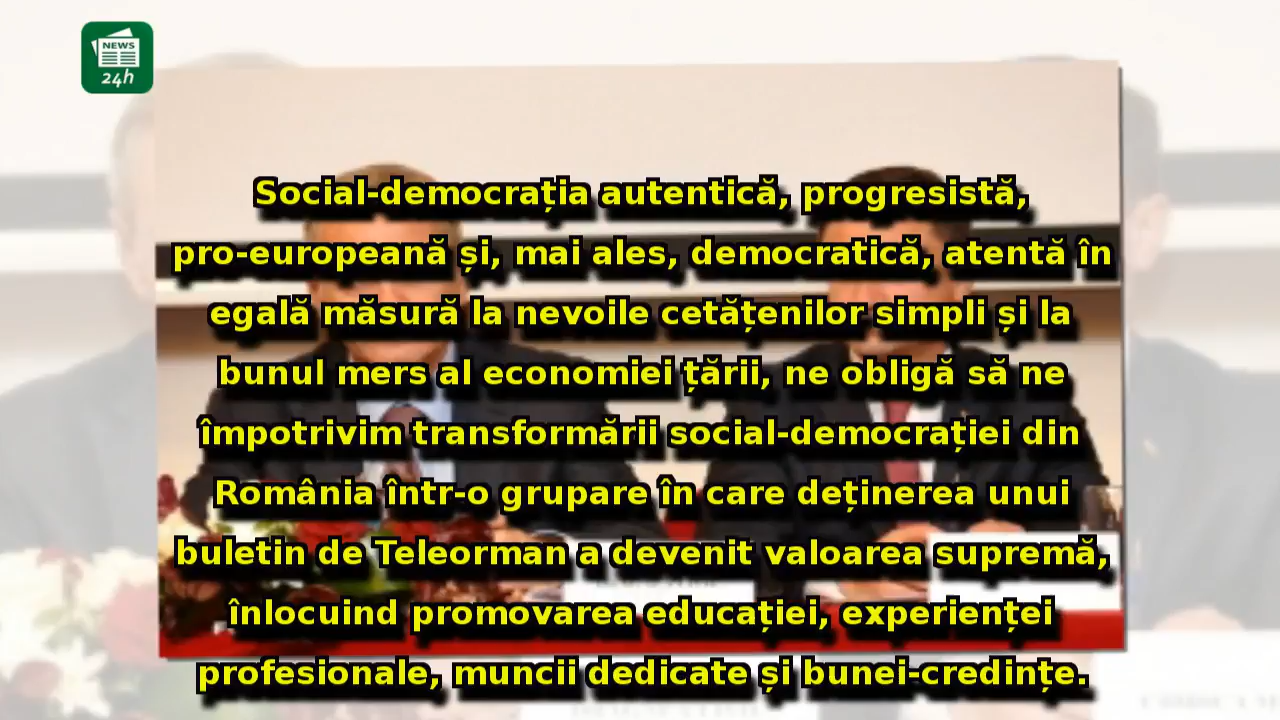 NEWS
24h
Social-democrația autentică, progresistă,
pro-europeană și, mai ales, democratică, atentă în
egală măsură la nevoile cetățenilor simpli și la
bunul mers al economiei țării, ne obligă să ne
împotrivim transformării social-democrației din
România într-o grupare în care deținerea unui
buletin de Teleorman a devenit valoarea supremă,
înlocuind promovarea educației, experienței
profesionale, muncii dedicate și bunei-credințe.